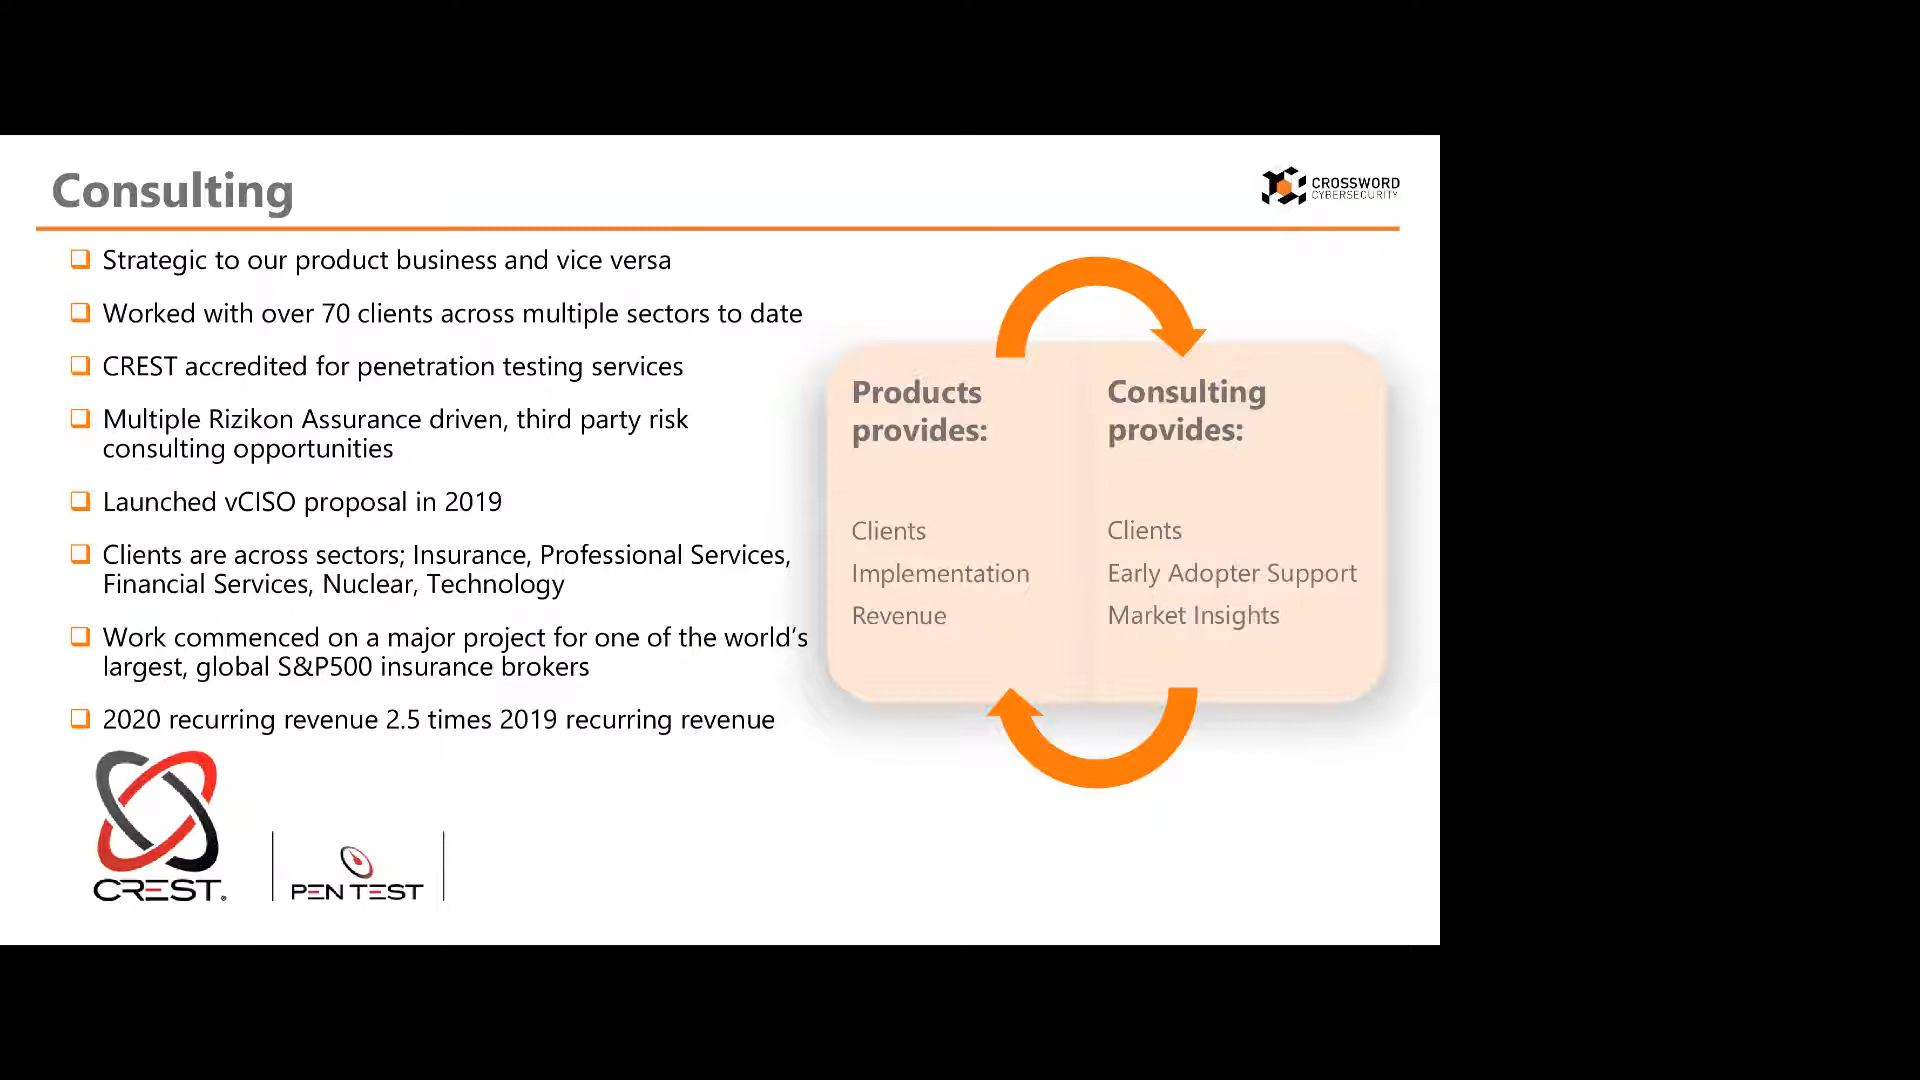 Consulting
CROSSWORD
CYBERSECURITY
Strategic to our product business and vice versa
Worked with over 70 clients across multiple sectors to date
CREST accredited for penetration testing services
Multiple Rizikon Assurance driven, third party risk
consulting opportunities
Launched vCISO proposal in 2019
Clients are across sectors; Insurance, Professional Services,
Financial Services, Nuclear, Technology
Work commenced on a major project for one of the world’s
largest, global S&P500 insurance brokers
2020 recurring revenue 2.5 times 2019 recurring revenue
Products
provides:
Clients
Implementation
Revenue
Consulting
provides:
Clients
Early Adopter Support
Market Insights
CREST®
PEN TEST